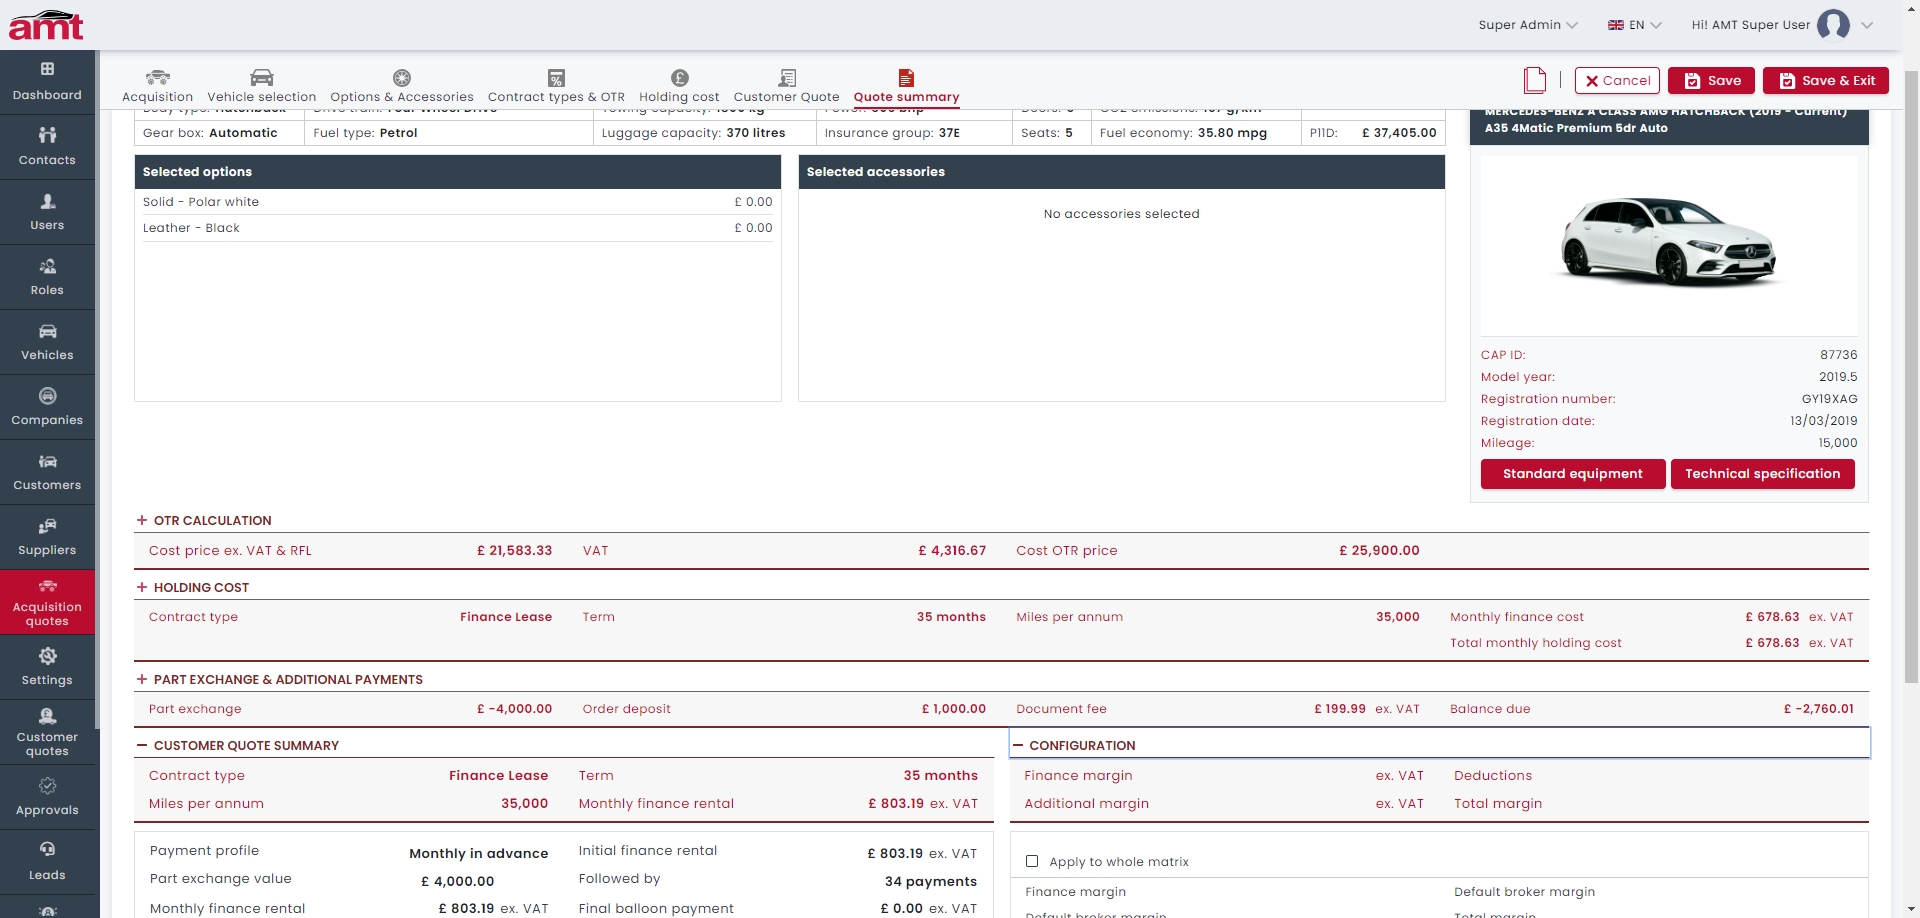 amt
Super Admin
EN
Hi! AMT Super User
Dashboard
Contacts
Users
Roles
Vehicles
Companies
Customers
Suppliers
Acquisition
quotes
Settings
Customer
quotes
Approvals
Leads
Acquisition
Vehicle selection
Options & Accessories
Contract types & OTR
Holding cost
Customer Quote
Quote summary
Cancel
Save
Save & Exit
Gear box: Automatic
Fuel type: Petrol
Luggage capacity: 370 litres
Insurance group: 37E
Seats: 5
Fuel economy: 35.80 mpg
P11D: £ 37,405.00
MERCEDES-BENZ A CLASS AMG HATCHBACK (2019 - Current)
A35 4Matic Premium 5dr Auto
Selected options
Solid - Polar white £ 0.00
Leather - Black £ 0.00
Selected accessories
No accessories selected
CAP ID: 87736
Model year: 2019.5
Registration number: GY19XAG
Registration date: 13/03/2019
Mileage: 15,000
Standard equipment
Technical specification
+ OTR CALCULATION
Cost price ex. VAT & RFL £ 21,583.33 VAT £ 4,316.67 Cost OTR price £ 25,900.00
+ HOLDING COST
Contract type Finance Lease Term 35 months Miles per annum 35,000 Monthly finance cost £ 678.63 ex. VAT
Total monthly holding cost £ 678.63 ex. VAT
+ PART EXCHANGE & ADDITIONAL PAYMENTS
Part exchange £ -4,000.00 Order deposit £ 1,000.00 Document fee £ 199.99 ex. VAT Balance due £ -2,760.01
− CUSTOMER QUOTE SUMMARY
Contract type Finance Lease Term 35 months
Miles per annum 35,000 Monthly finance rental £ 803.19 ex. VAT
Payment profile Monthly in advance Initial finance rental £ 803.19 ex. VAT
Part exchange value £ 4,000.00 Followed by 34 payments
Monthly finance rental £ 803.19 ex. VAT Final balloon payment £ 0.00 ex. VAT
− CONFIGURATION
Finance margin ex. VAT Deductions
Additional margin ex. VAT Total margin
Apply to whole matrix
Finance margin Default broker margin
Default broker margin Total margin